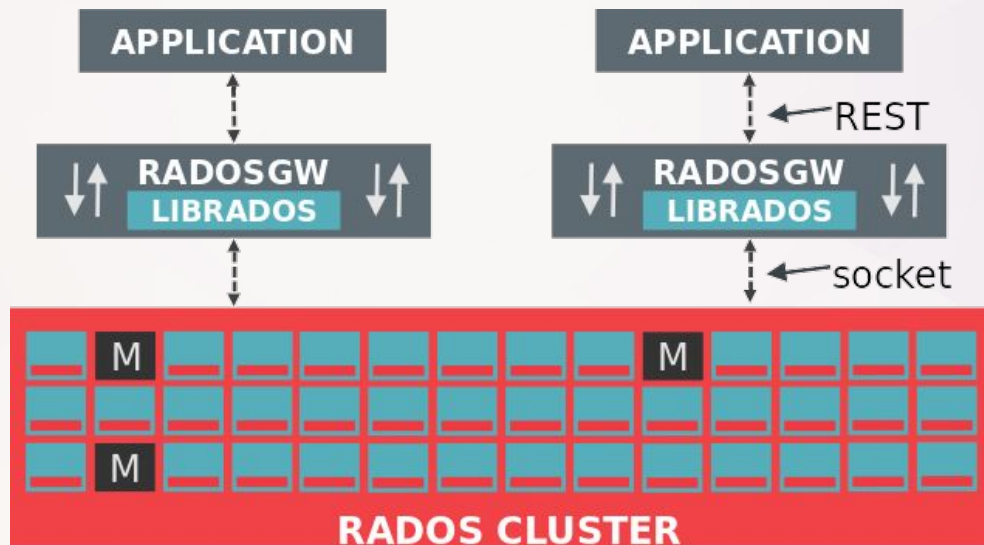 APPLICATION
APPLICATION
REST
RADOSGW
LIBRADOS
RADOSGW
LIBRADOS
socket
M
M
M
RADOS CLUSTER